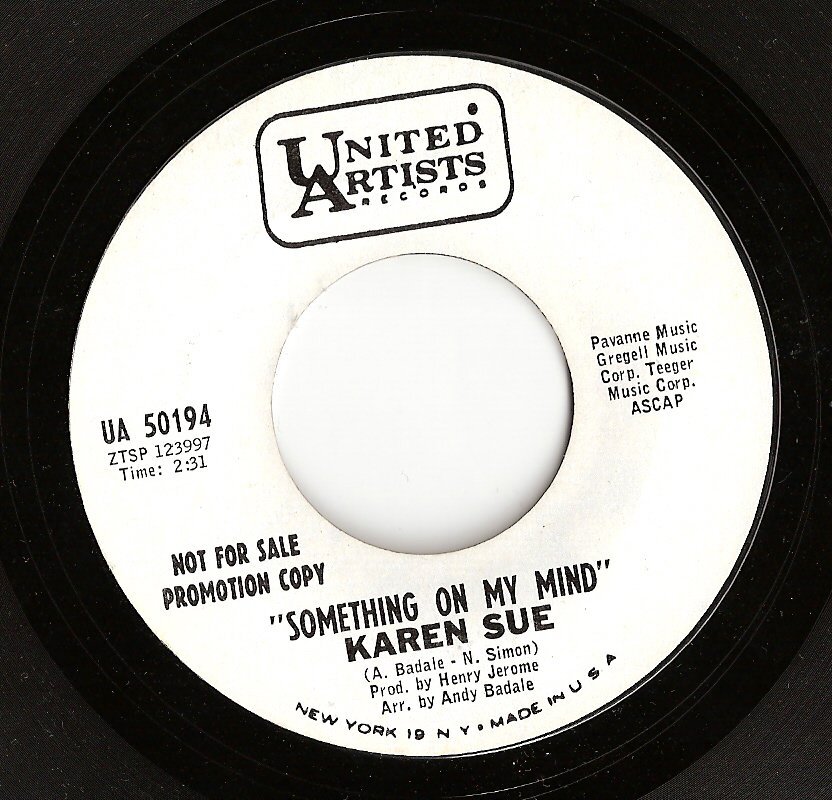 UNITED
ARTISTS
RECORDS
Pavanne Music
Gregell Music
Corp. Teeger
Music Corp.
ASCAP
UA 50194
ZTSP 123997
Time: 2:31
NOT FOR SALE
PROMOTION COPY
"SOMETHING ON MY MIND"
KAREN SUE
(A. Badale - N. Simon)
Prod. by Henry Jerome
Arr. by Andy Badale
NEW YORK 19 N Y • MADE IN U S A